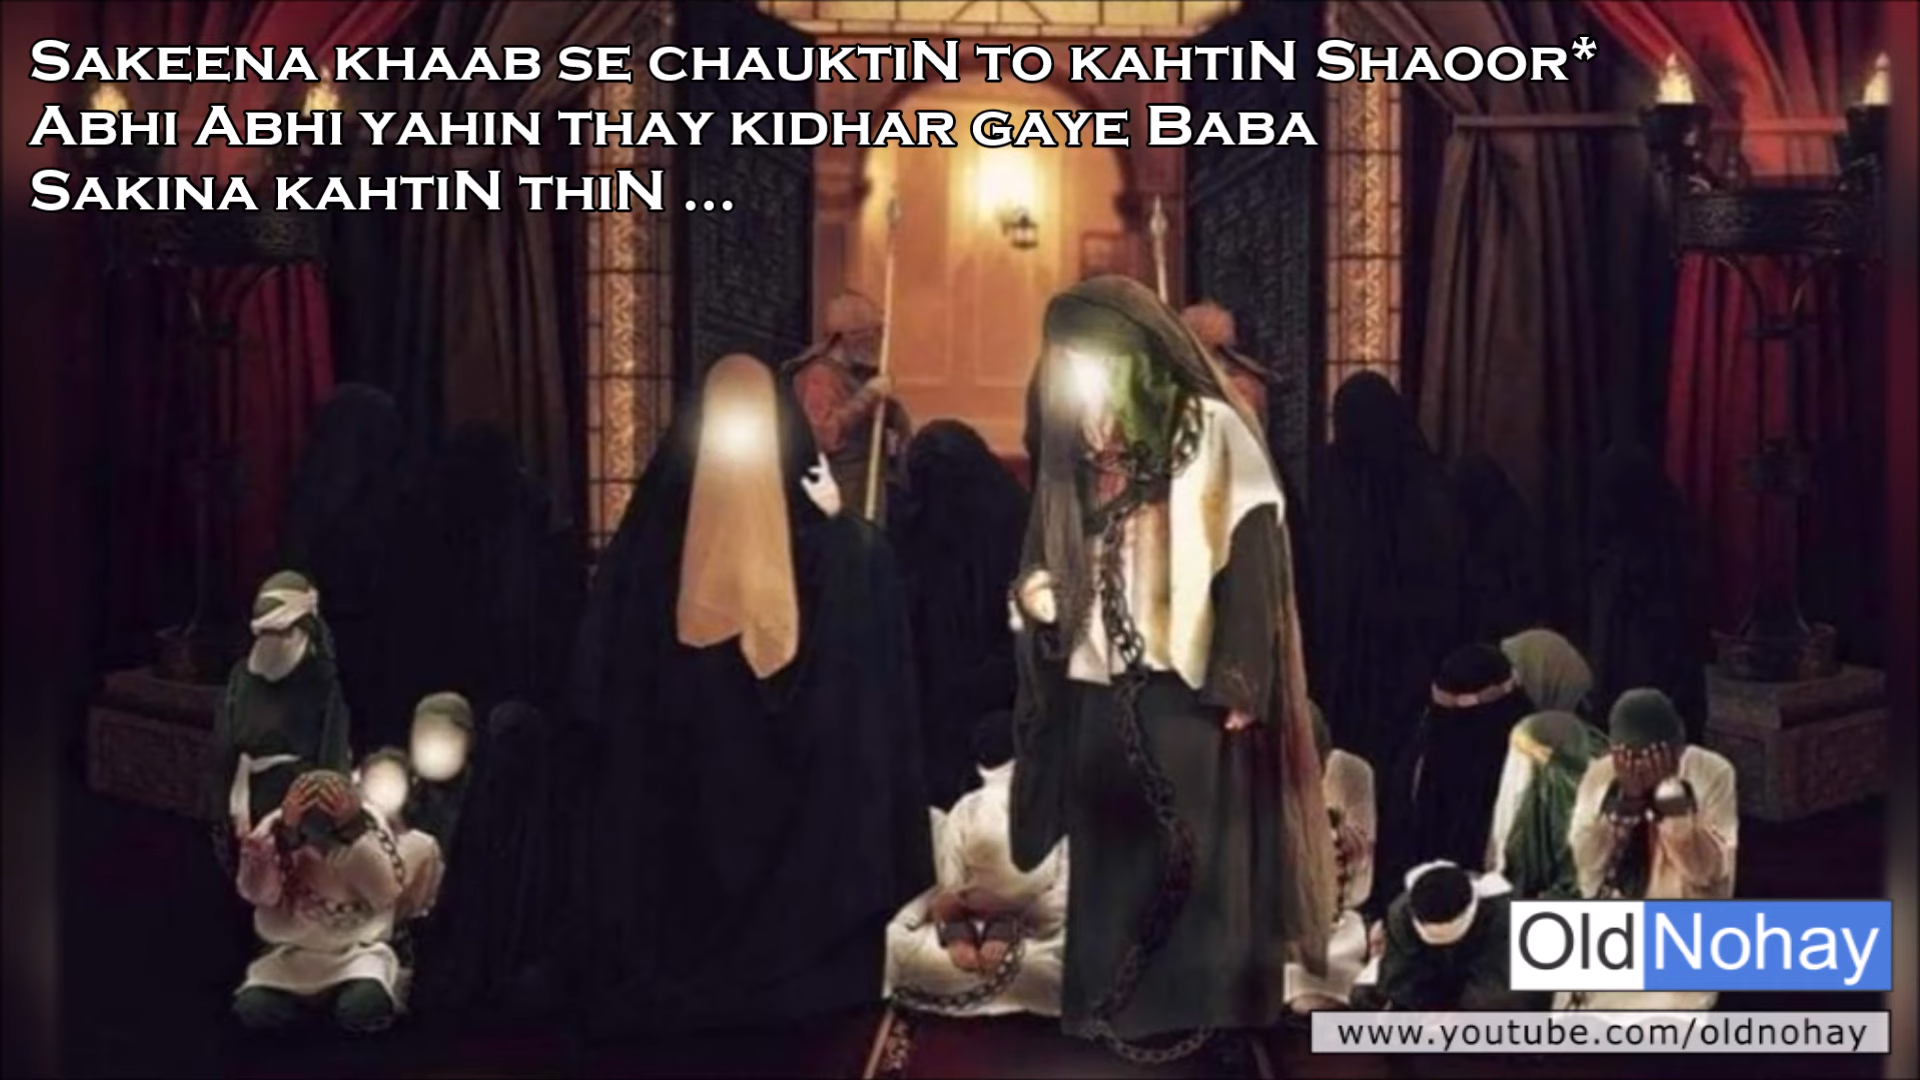 Sakeena khaab se chauktiN to kahtiN Shaoor*
Abhi Abhi yahin thay kidhar gaye Baba
Sakina kahtiN thiN ...
OldNohay
www.youtube.com/oldnohay